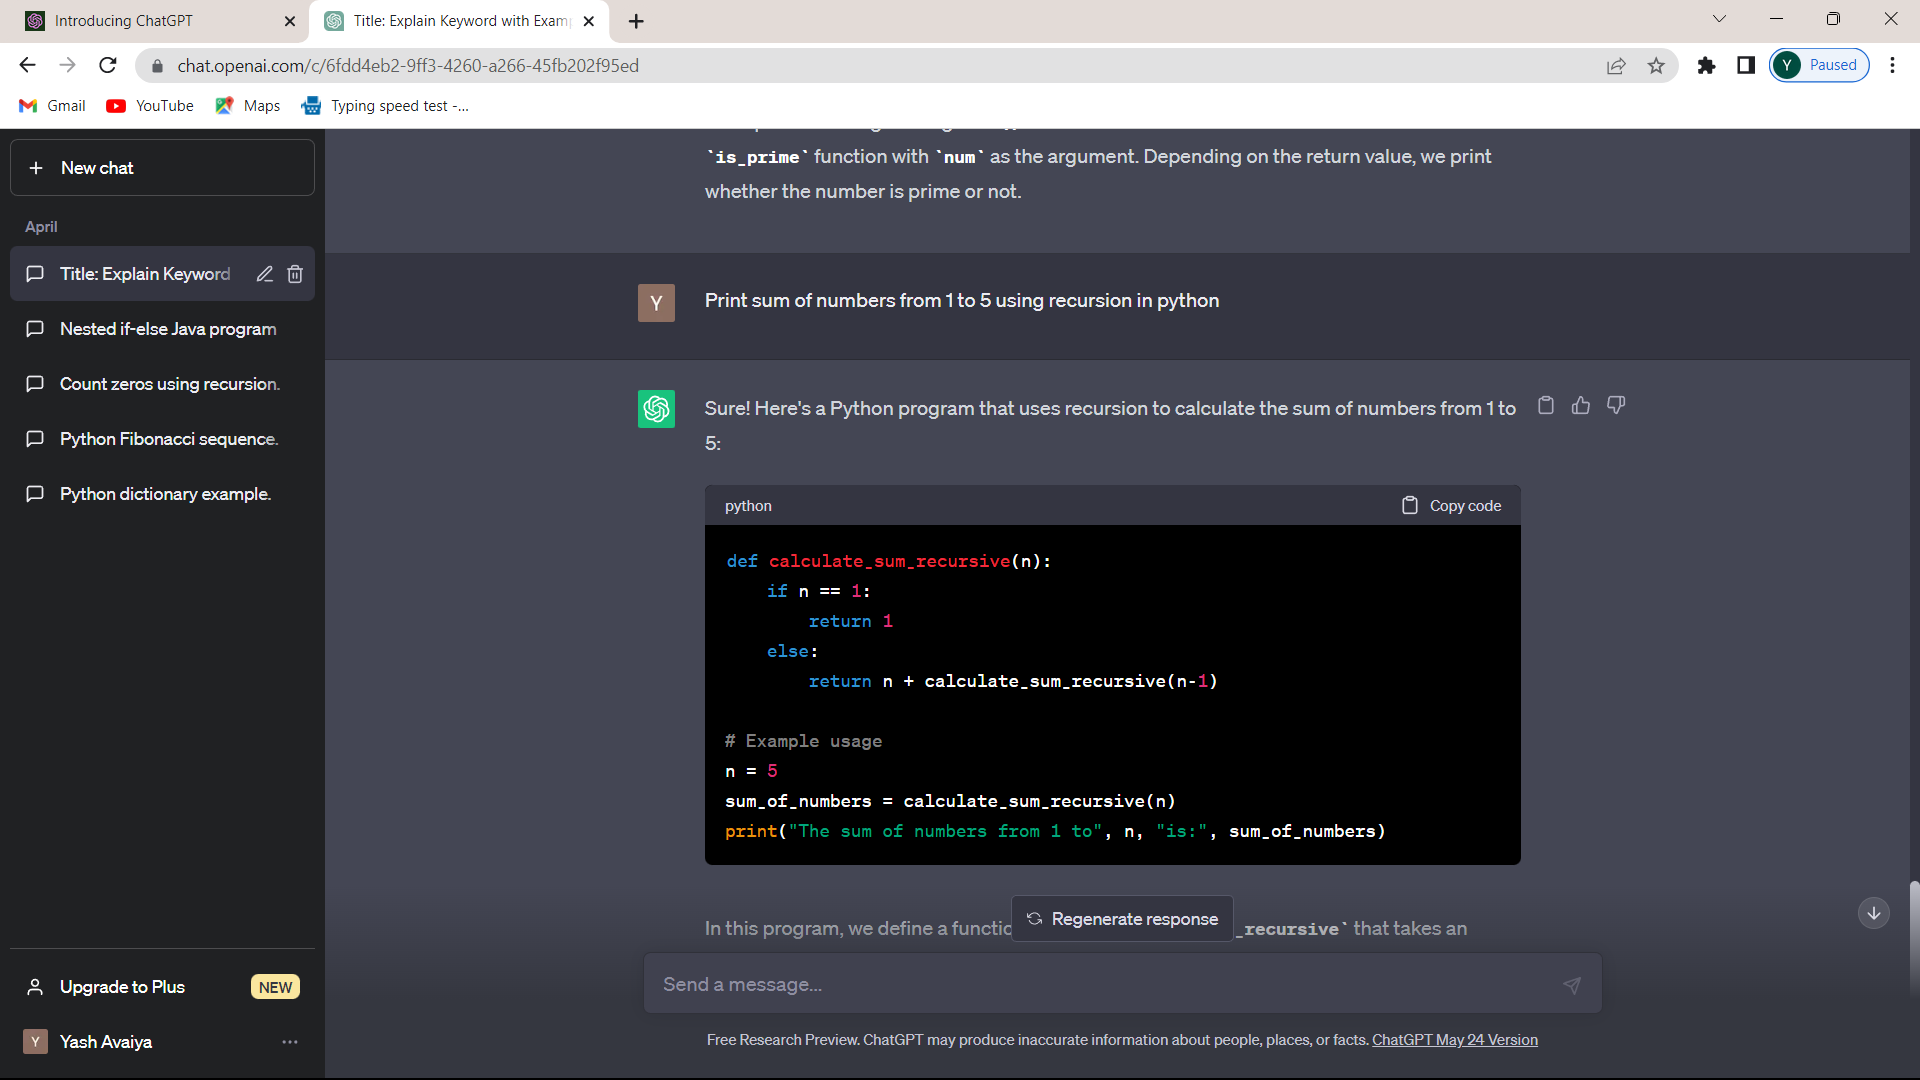 Introducing ChatGPT
Title: Explain Keyword with Exam
chat.openai.com/c/6fdd4eb2-9ff3-4260-a266-45fb202f95ed
Y Paused
Gmail YouTube Maps Typing speed test -...
New chat
April
Title: Explain Keyword
Nested if-else Java program
Count zeros using recursion.
Python Fibonacci sequence.
Python dictionary example.
Upgrade to Plus NEW
Y Yash Avaiya
`is_prime` function with `num` as the argument. Depending on the return value, we print
whether the number is prime or not.
Y Print sum of numbers from 1 to 5 using recursion in python
Sure! Here's a Python program that uses recursion to calculate the sum of numbers from 1 to
5:
python Copy code
def calculate_sum_recursive(n):
    if n == 1:
        return 1
    else:
        return n + calculate_sum_recursive(n-1)
# Example usage
n = 5
sum_of_numbers = calculate_sum_recursive(n)
print("The sum of numbers from 1 to", n, "is:", sum_of_numbers)
In this program, we define a functio _recursive` that takes an
Regenerate response
Send a message...
Free Research Preview. ChatGPT may produce inaccurate information about people, places, or facts. ChatGPT May 24 Version